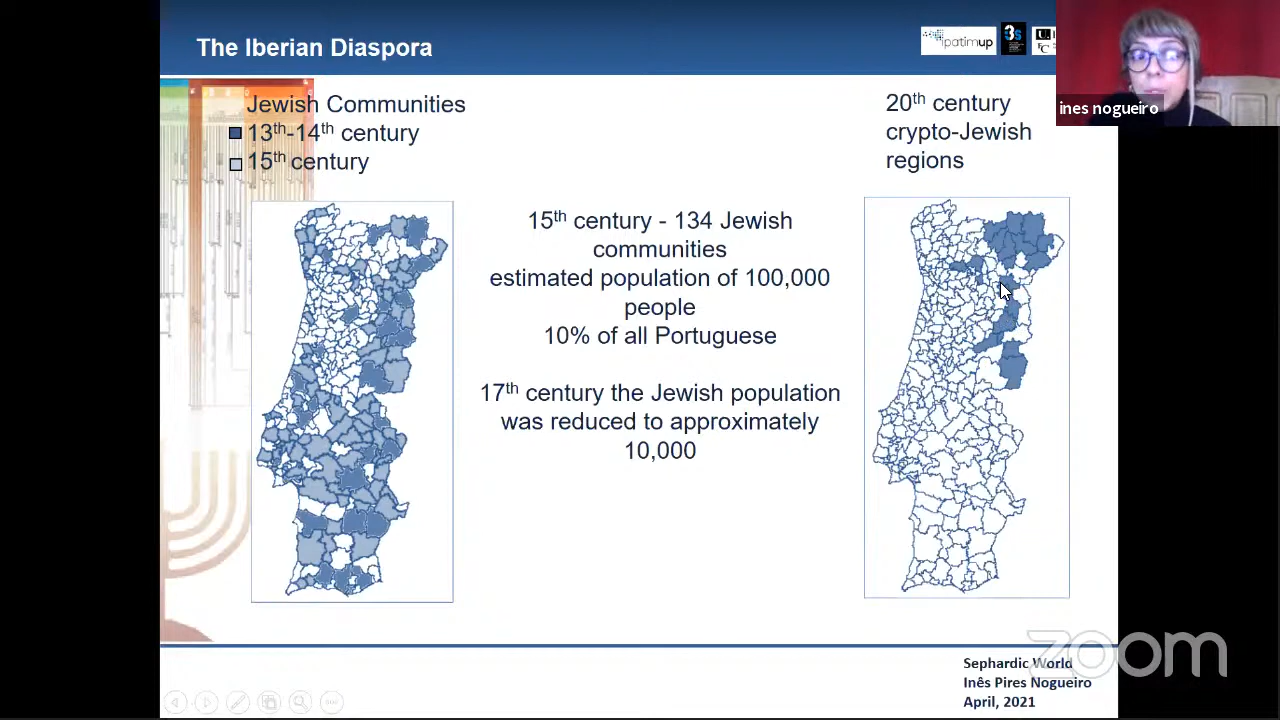 The Iberian Diaspora
ipatimup
ines nogueiro
Jewish Communities
13th-14th century
15th century
20th century
crypto-Jewish
regions
15th century - 134 Jewish
communities
estimated population of 100,000
people
10% of all Portuguese
17th century the Jewish population
was reduced to approximately
10,000
zoom
Sephardic World
Inês Pires Nogueiro
April, 2021